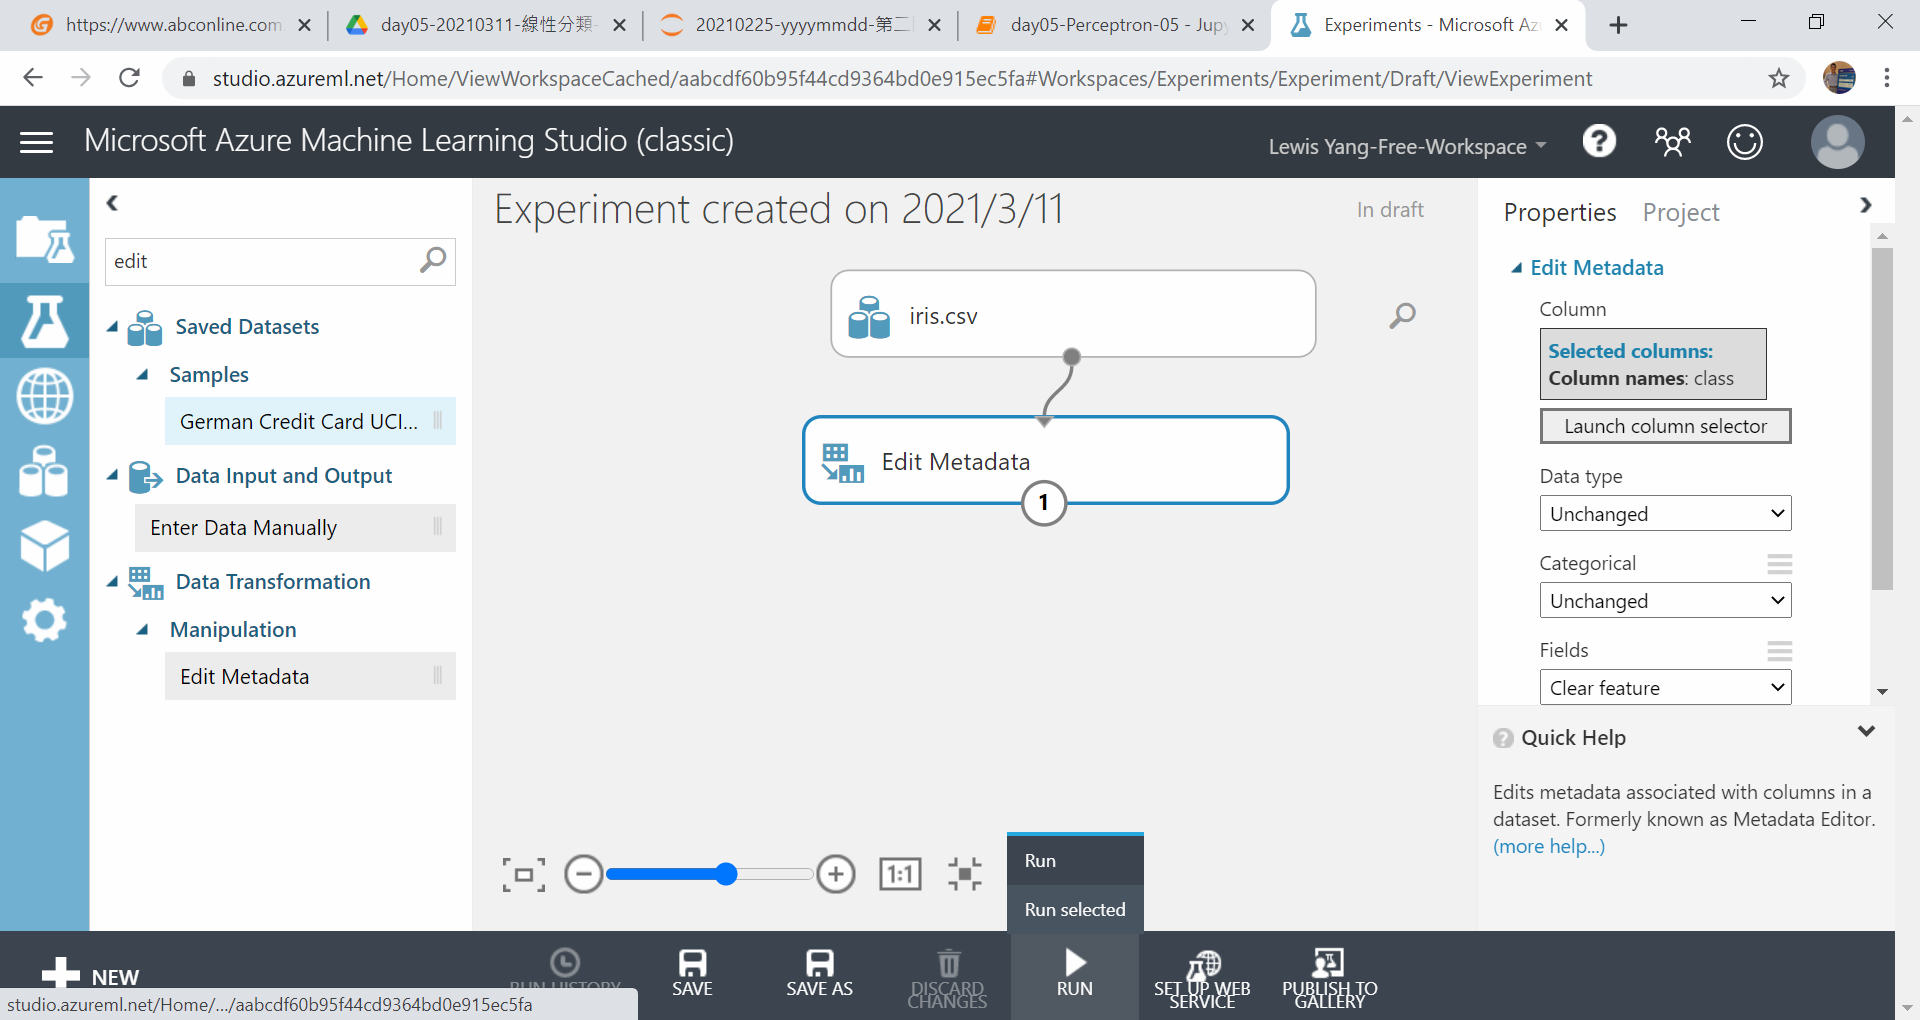 https://www.abconline.com
day05-20210311-線性分類-
20210225-yyyymmdd-第二
day05-Perceptron-05 - Jupy
Experiments - Microsoft Az
studio.azureml.net/Home/ViewWorkspaceCached/aabcdf60b95f44cd9364bd0e915ec5fa#Workspaces/Experiments/Experiment/Draft/ViewExperiment
Microsoft Azure Machine Learning Studio (classic)
Lewis Yang-Free-Workspace
?
edit
Saved Datasets
Samples
German Credit Card UCI...
Data Input and Output
Enter Data Manually
Data Transformation
Manipulation
Edit Metadata
Experiment created on 2021/3/11
In draft
iris.csv
Edit Metadata
1
Properties Project
Edit Metadata
Column
Selected columns:
Column names: class
Launch column selector
Data type
Unchanged
Categorical
Unchanged
Fields
Clear feature
? Quick Help
Edits metadata associated with columns in a
dataset. Formerly known as Metadata Editor.
(more help...)
1:1
Run
Run selected
NEW
RUN HISTORY
SAVE
SAVE AS
DISCARD
CHANGES
RUN
SET UP WEB
SERVICE
PUBLISH TO
GALLERY
studio.azureml.net/Home/.../aabcdf60b95f44cd9364bd0e915ec5fa